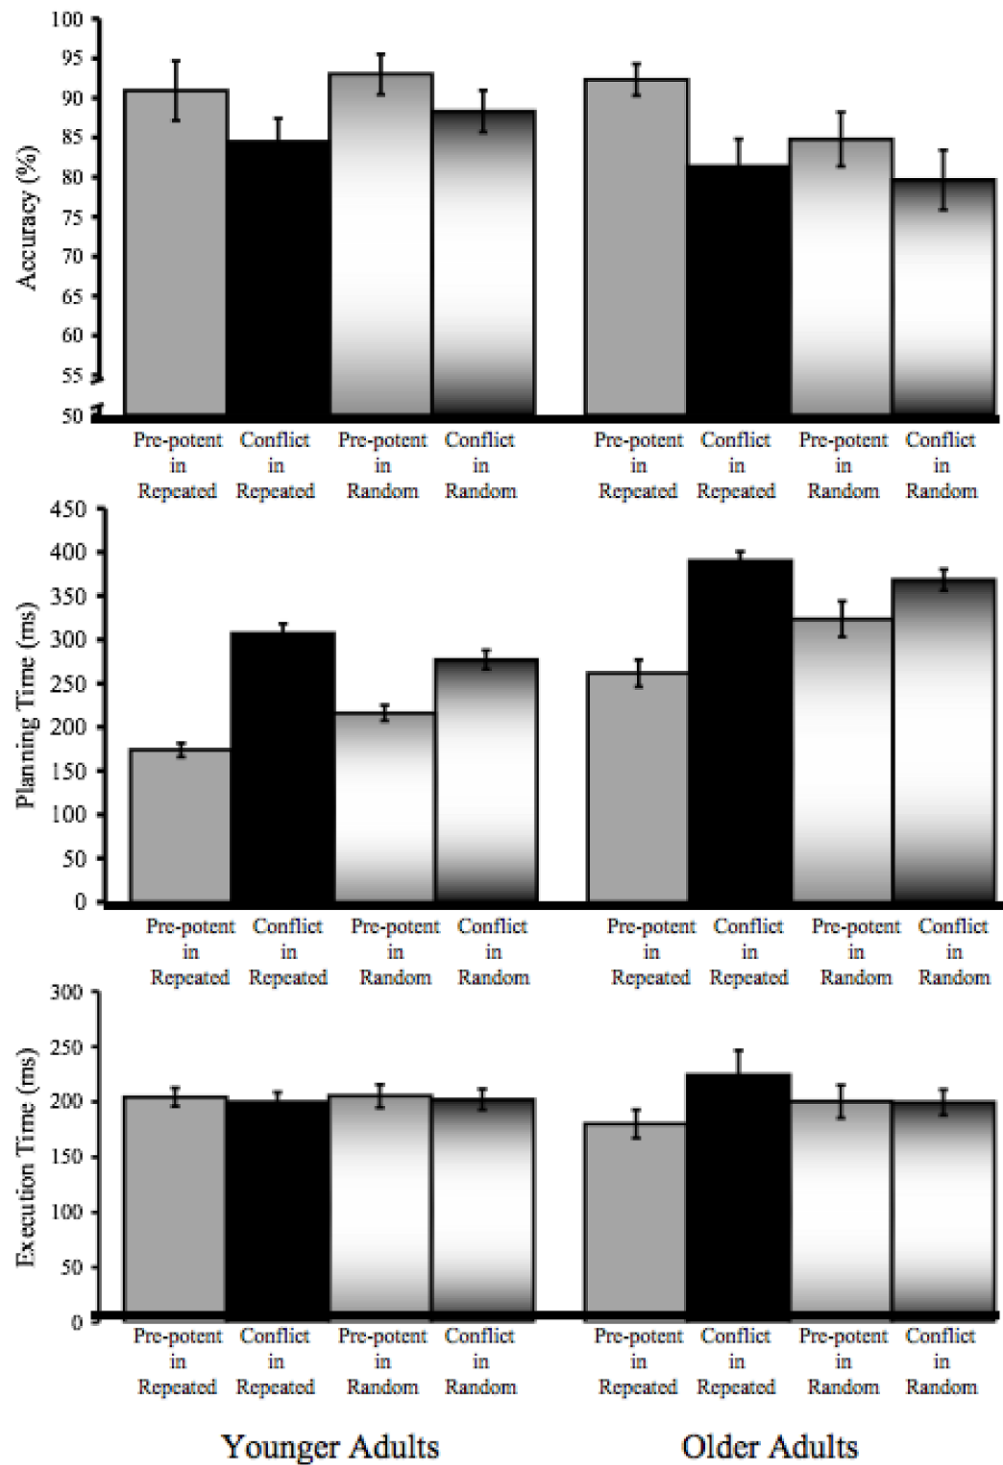 Accuracy (%)
100
95
90
85
80
75
70
65
60
55
50
Pre-potent Conflict Pre-potent Conflict Pre-potent Conflict Pre-potent Conflict
in in in in in in in in
Repeated Repeated Random Random Repeated Repeated Random Random
Planning Time (ms)
450
400
350
300
250
200
150
100
50
0
Pre-potent Conflict Pre-potent Conflict Pre-potent Conflict Pre-potent Conflict
in in in in in in in in
Repeated Repeated Random Random Repeated Repeated Random Random
Execution Time (ms)
300
250
200
150
100
50
0
Pre-potent Conflict Pre-potent Conflict Pre-potent Conflict Pre-potent Conflict
in in in in in in in in
Repeated Repeated Random Random Repeated Repeated Random Random
Younger Adults Older Adults